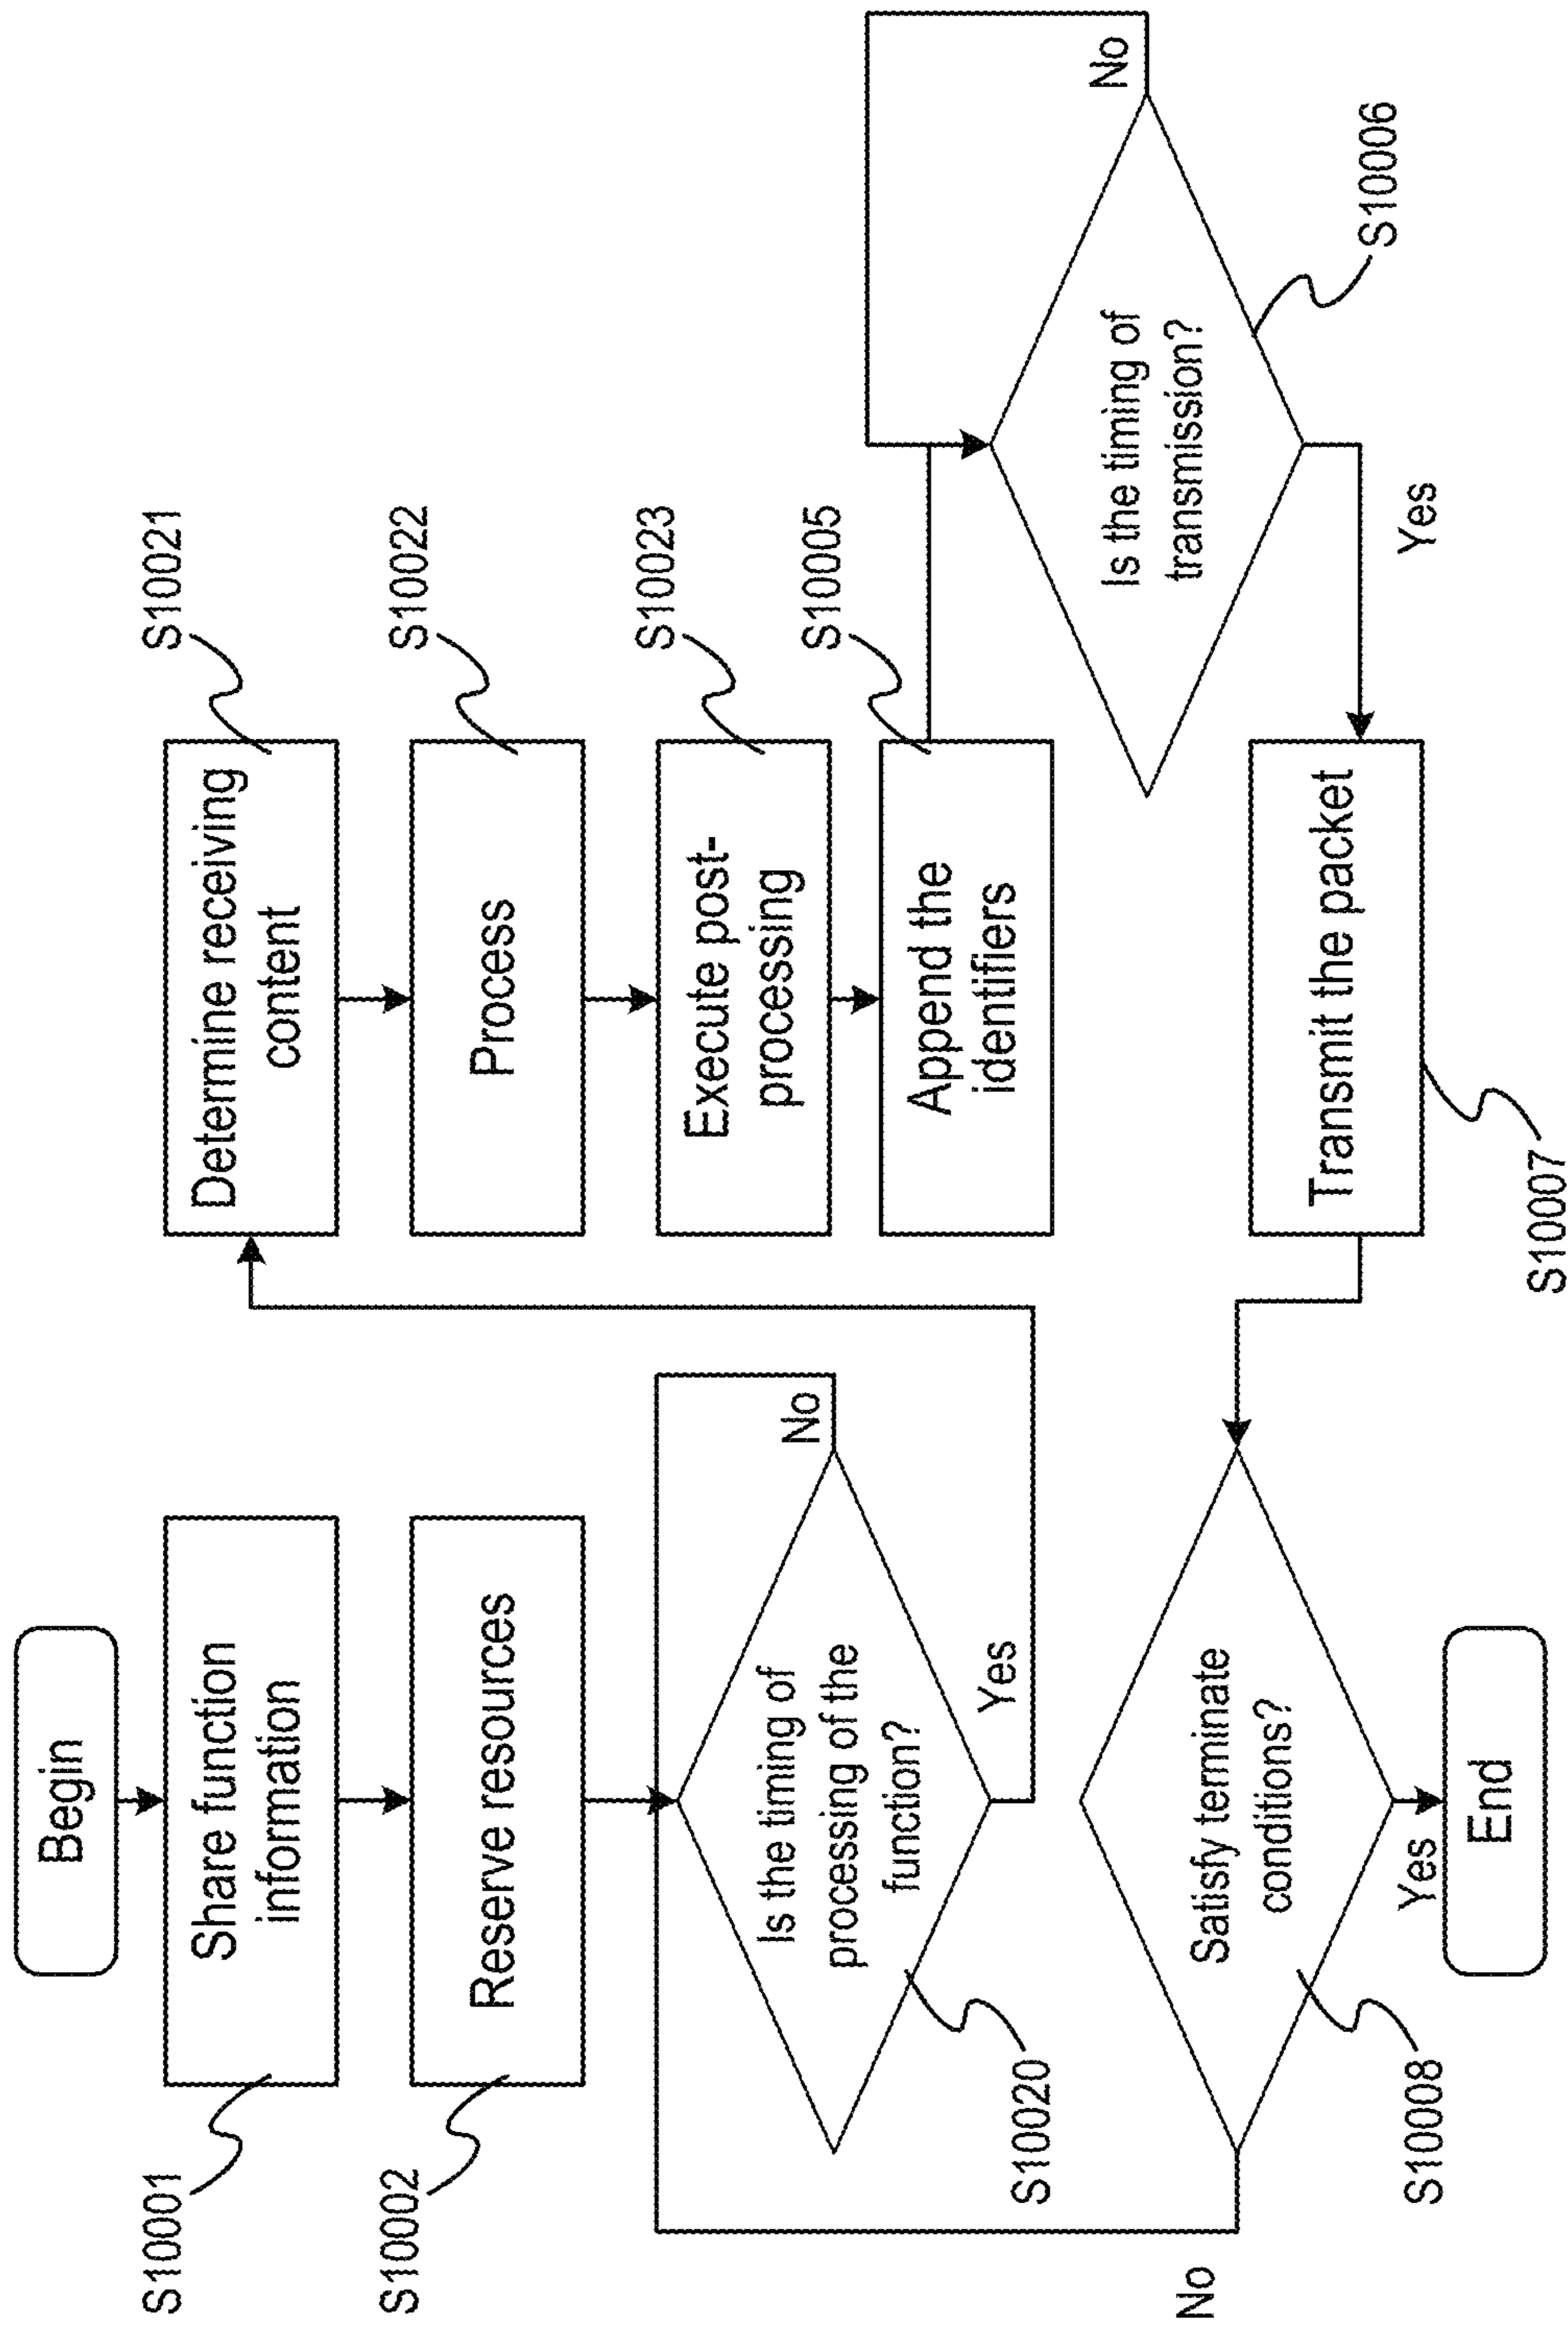 Begin
S10001
Share function
information
S10002
Reserve resources
Is the timing of
processing of the
function?
No
Yes
S10020
Determine receiving
content
S10021
Process
S10022
Execute post-
processing
S10023
Append the
identifiers
S10005
Is the timing of
transmission?
No
Yes
S10006
Transmit the packet
S10007
Satisfy terminate
conditions?
No
Yes
S10008
End